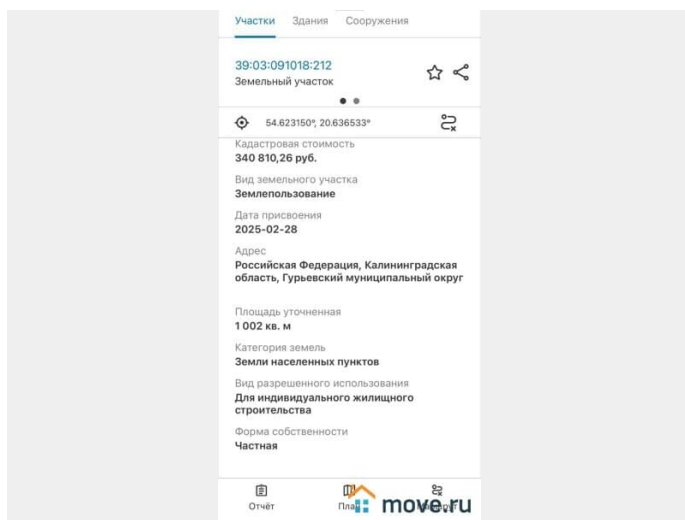 Участки Здания Сооружения
39:03:091018:212
Земельный участок
54.623150°, 20.636533°
Кадастровая стоимость
340 810,26 руб.
Вид земельного участка
Землепользование
Дата присвоения
2025-02-28
Адрес
Российская Федерация, Калининградская
область, Гурьевский муниципальный округ
Площадь уточненная
1 002 кв. м
Категория земель
Земли населенных пунктов
Вид разрешенного использования
Для индивидуального жилищного
строительства
Форма собственности
Частная
Отчёт
move.ru